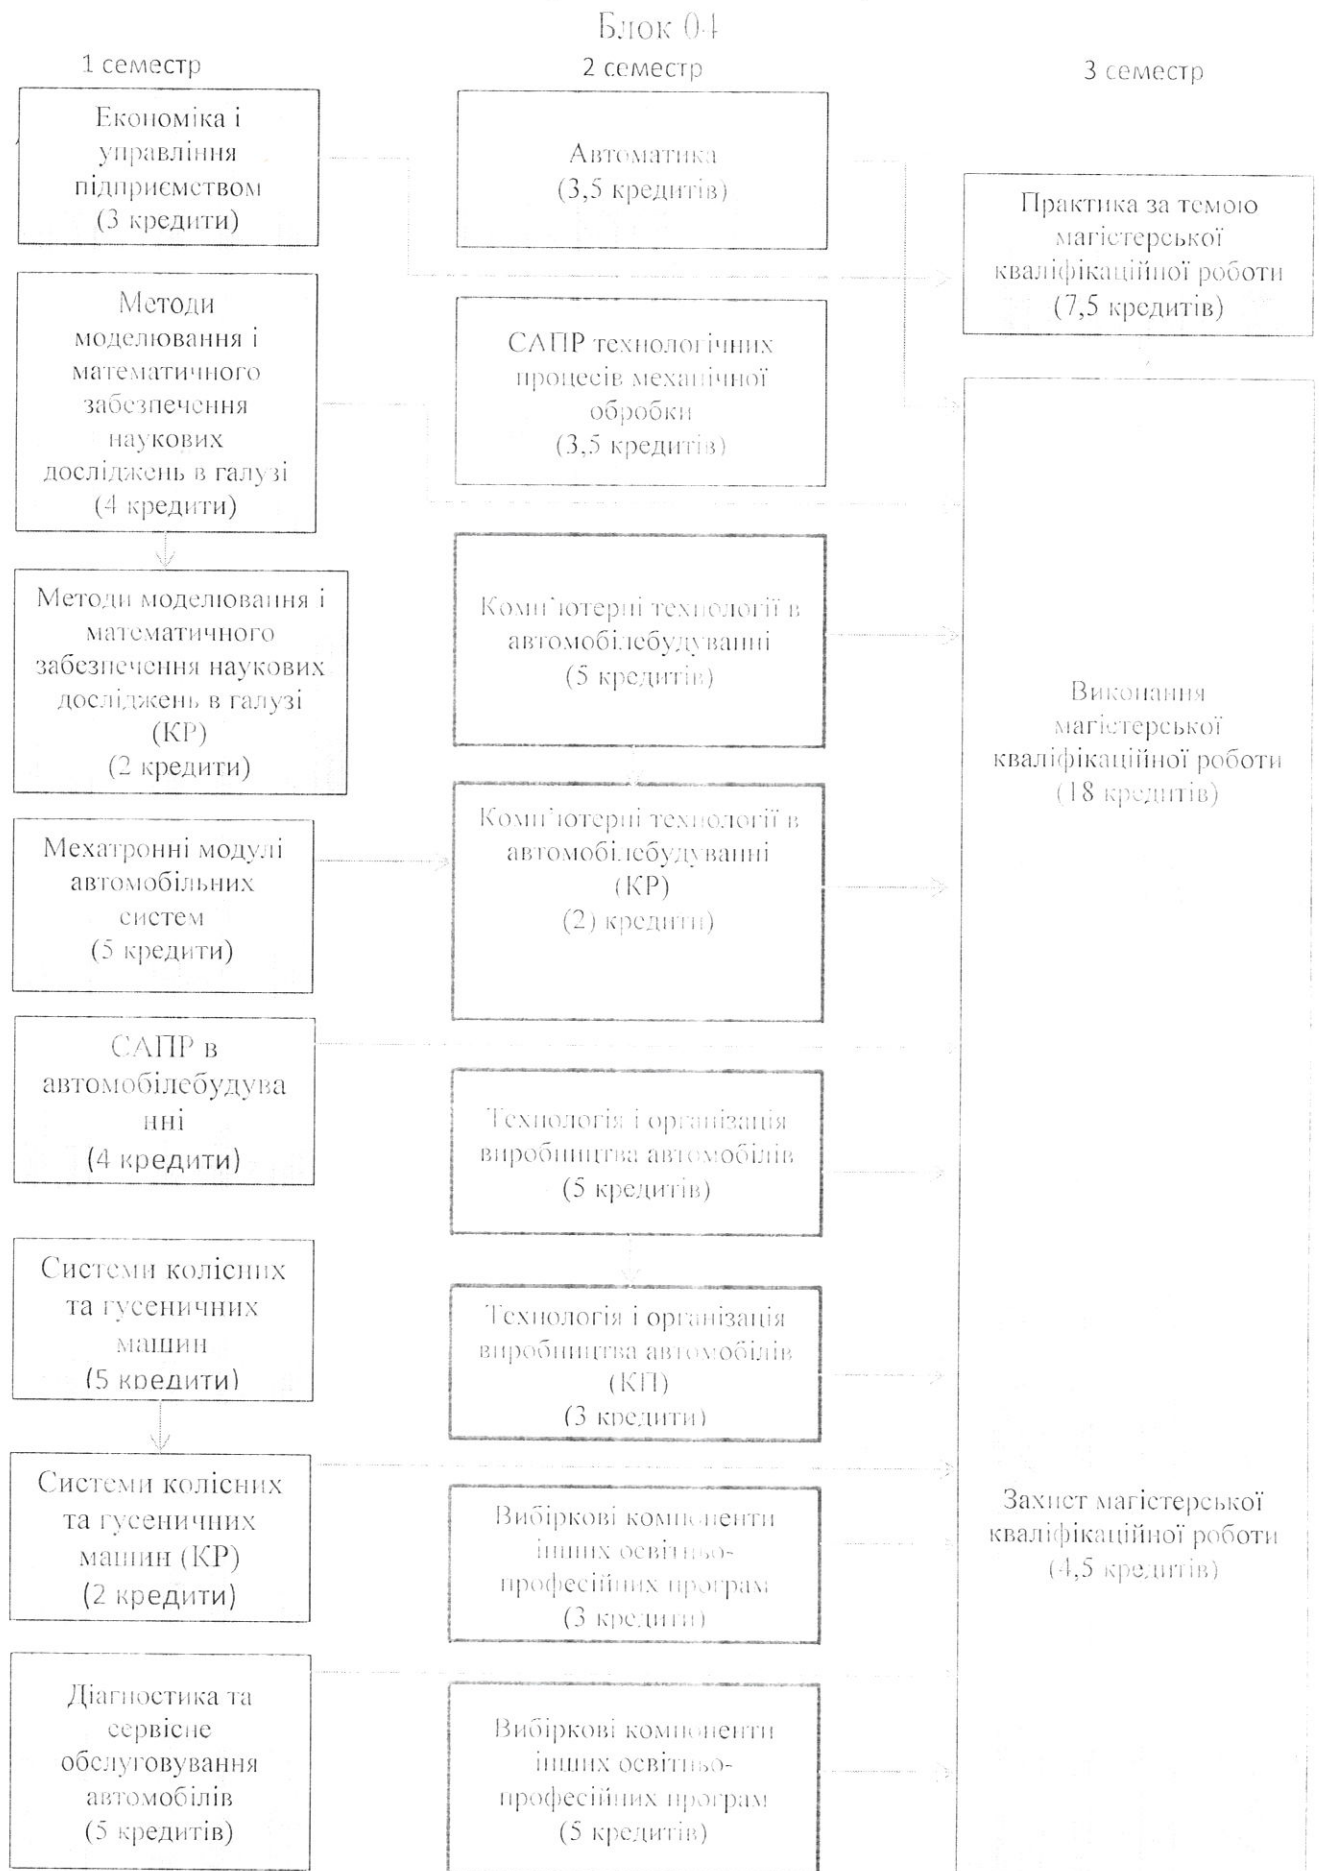 Блок 04
1 семестр
2 семестр
3 семестр
Економіка і
управління
підприємством
(3 кредити)
Методи
моделювання і
математичного
забезпечення
наукових
досліджень в галузі
(4 кредити)
Методи моделювання і
математичного
забезпечення наукових
досліджень в галузі
(КР)
(2 кредити)
Мехатронні модулі
автомобільних
систем
(5 кредити)
САПР в
автомобілебудува
нні
(4 кредити)
Системи колісних
та гусеничних
машин
(5 кредити)
Системи колісних
та гусеничних
машин (КР)
(2 кредити)
Діагностика та
сервісне
обслуговування
автомобілів
(5 кредитів)
Автоматика
(3,5 кредитів)
САПР технологічних
процесів механічної
обробки
(3,5 кредитів)
Комп'ютерні технології в
автомобілебудуванні
(5 кредитів)
Комп'ютерні технології в
автомобілебудуванні
(КР)
(2) кредити)
Технологія і організація
виробництва автомобілів
(5 кредитів)
Технологія і організація
виробництва автомобілів
(КП)
(3 кредити)
Вибіркові компоненти
інших освітньо-
професійних програм
(3 кредити)
Вибіркові компоненти
інших освітньо-
професійних програм
(5 кредитів)
Практика за темою
магістерської
кваліфікаційної роботи
(7,5 кредитів)
Виконання
магістерської
кваліфікаційної роботи
(18 кредитів)
Захист магістерської
кваліфікаційної роботи
(4,5 кредитів)